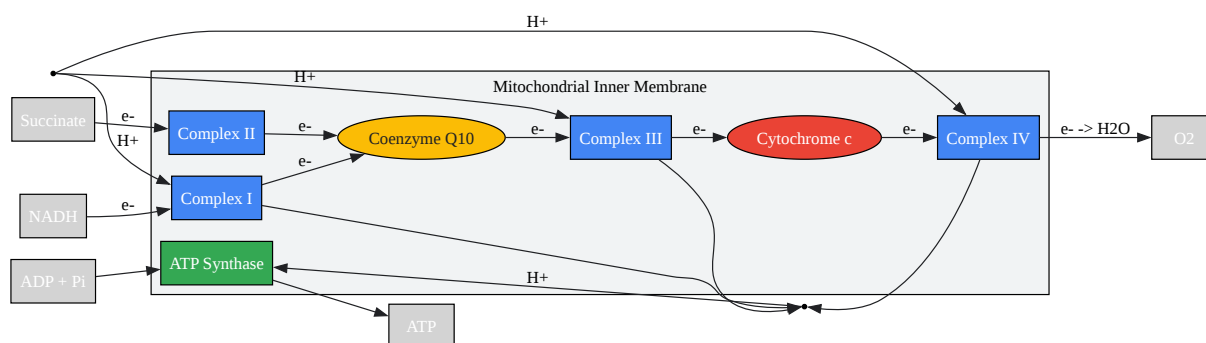 H+
H+
Mitochondrial Inner Membrane
Succinate
e-
H+
Complex II
e-
Coenzyme Q10
e-
Complex III
e-
Cytochrome c
e-
Complex IV
e- -> H2O
O2
e-
NADH
e-
Complex I
ADP + Pi
ATP Synthase
H+
ATP